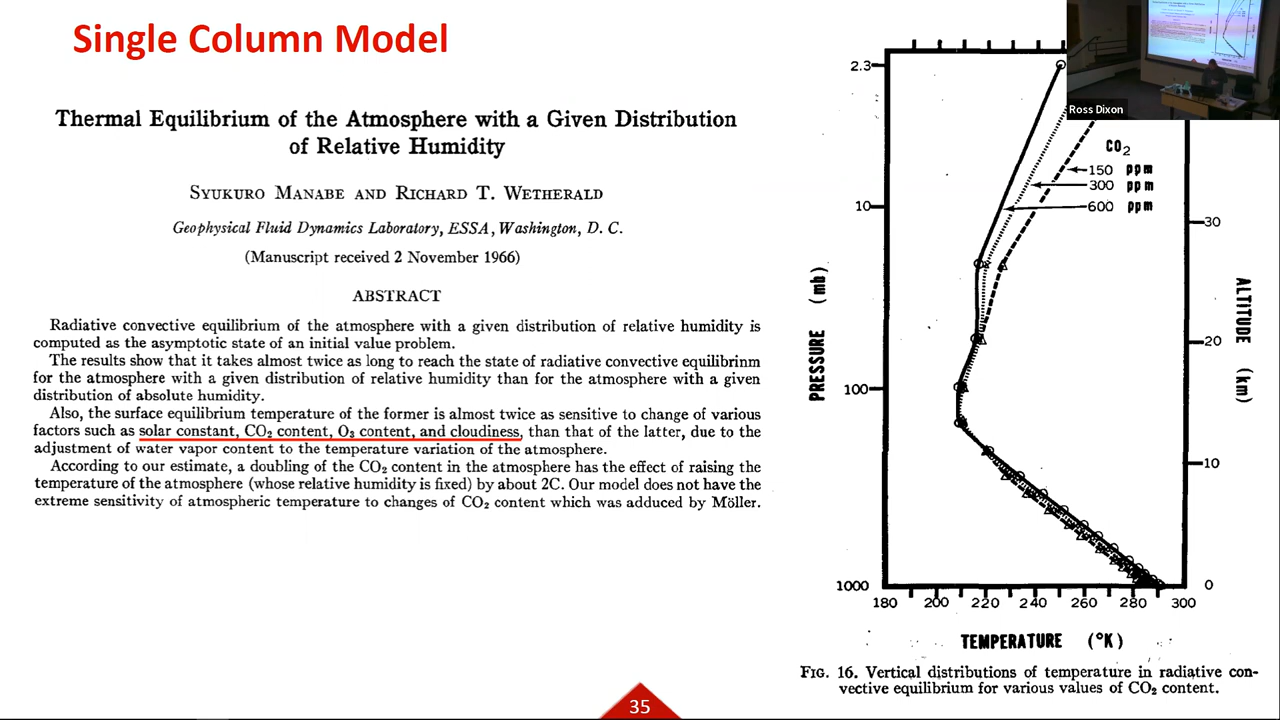 Single Column Model
Thermal Equilibrium of the Atmosphere with a Given Distribution
of Relative Humidity
Syukuro Manabe and Richard T. Wetherald
Geophysical Fluid Dynamics Laboratory, ESSA, Washington, D. C.
(Manuscript received 2 November 1966)
ABSTRACT
Radiative convective equilibrium of the atmosphere with a given distribution of relative humidity is
computed as the asymptotic state of an initial value problem.
The results show that it takes almost twice as long to reach the state of radiative convective equilibrinm
for the atmosphere with a given distribution of relative humidity than for the atmosphere with a given
distribution of absolute humidity.
Also, the surface equilibrium temperature of the former is almost twice as sensitive to change of various
factors such as solar constant, CO₂ content, O₃ content, and cloudiness, than that of the latter, due to the
adjustment of water vapor content to the temperature variation of the atmosphere.
According to our estimate, a doubling of the CO₂ content in the atmosphere has the effect of raising the
temperature of the atmosphere (whose relative humidity is fixed) by about 2C. Our model does not have the
extreme sensitivity of atmospheric temperature to changes of CO₂ content which was adduced by Möller.
2.3
10
100
1000
PRESSURE (mb)
Ross Dixon
CO₂
150 ppm
300 ppm
600 ppm
30
20
10
0
ALTITUDE (km)
180 200 220 240 260 280 300
TEMPERATURE (°K)
Fig. 16. Vertical distributions of temperature in radiative con-
vective equilibrium for various values of CO₂ content.
35